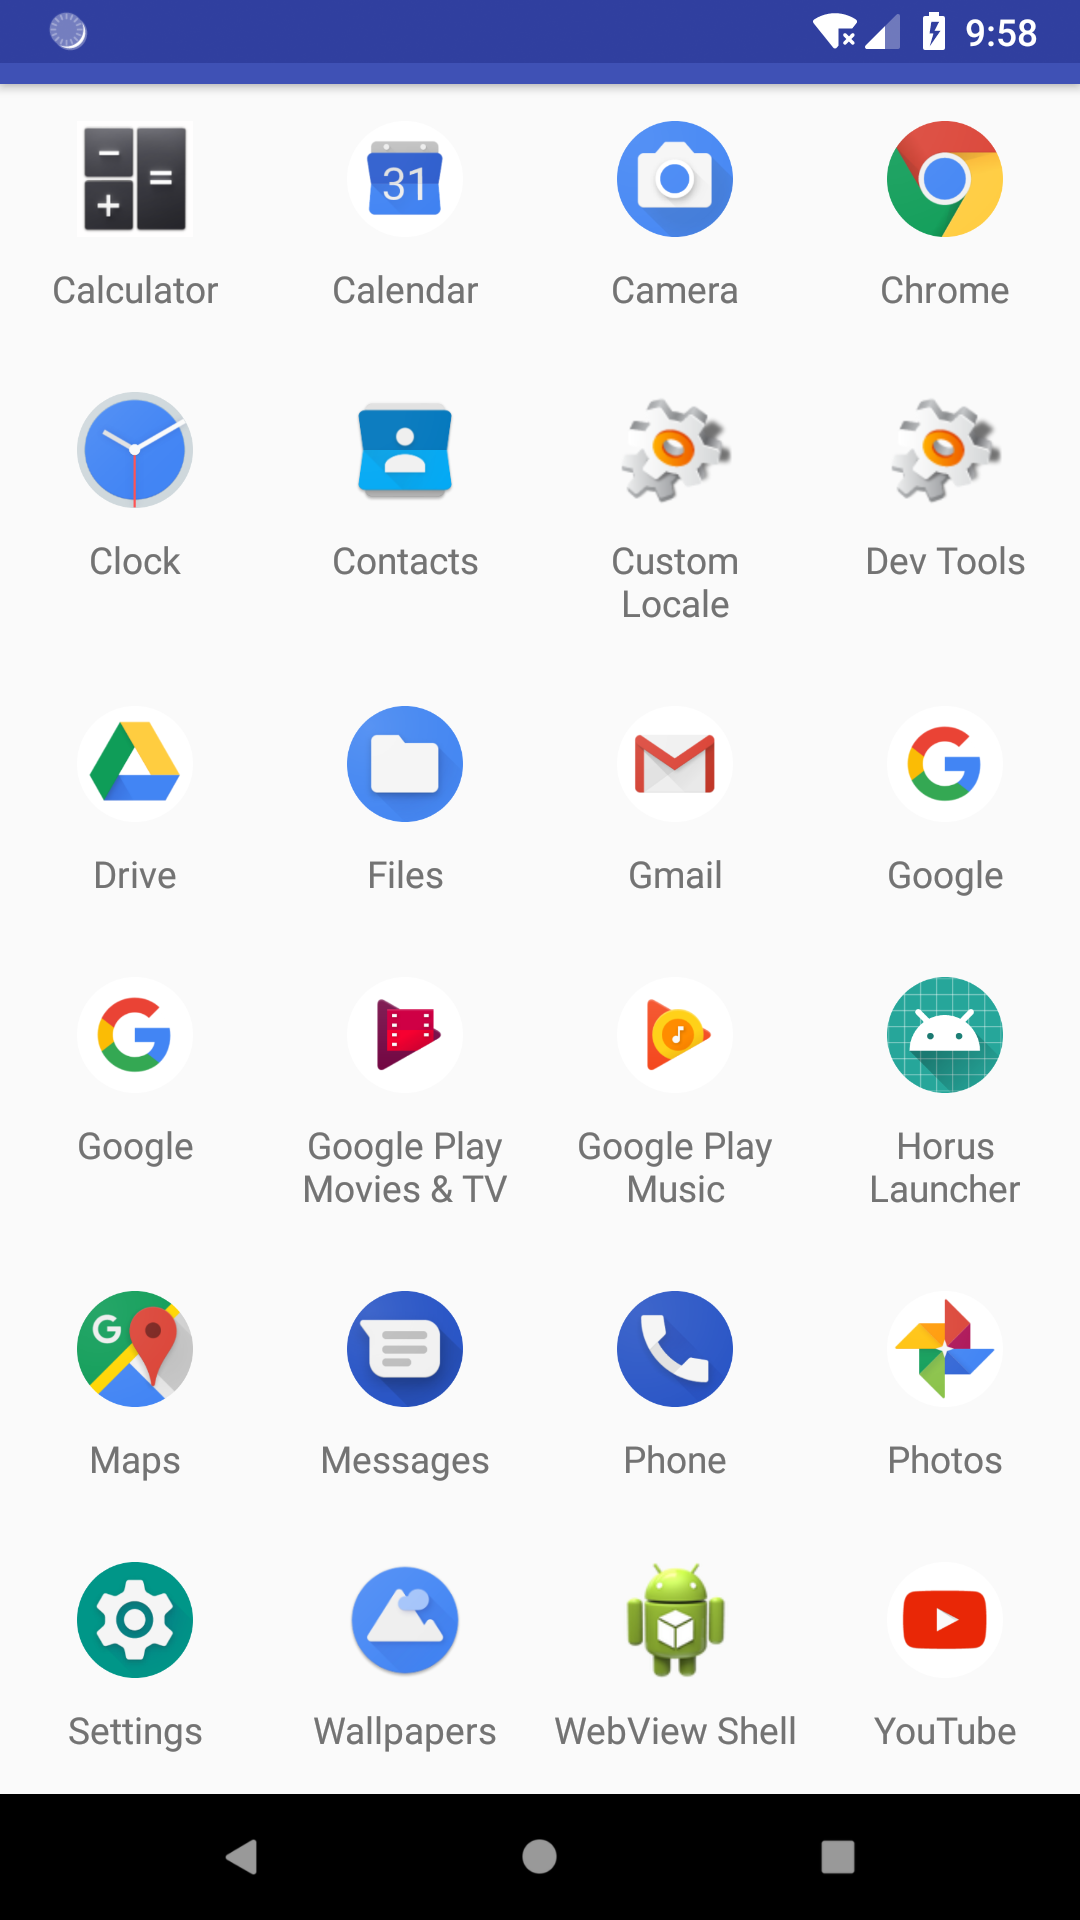 9:58
31
Calculator
Calendar
Camera
Chrome
Clock
Contacts
Custom
Locale
Dev Tools
Drive
Files
Gmail
Google
Google
Google Play
Movies & TV
Google Play
Music
Horus
Launcher
G
Maps
Messages
Phone
Photos
Settings
Wallpapers
WebView Shell
YouTube